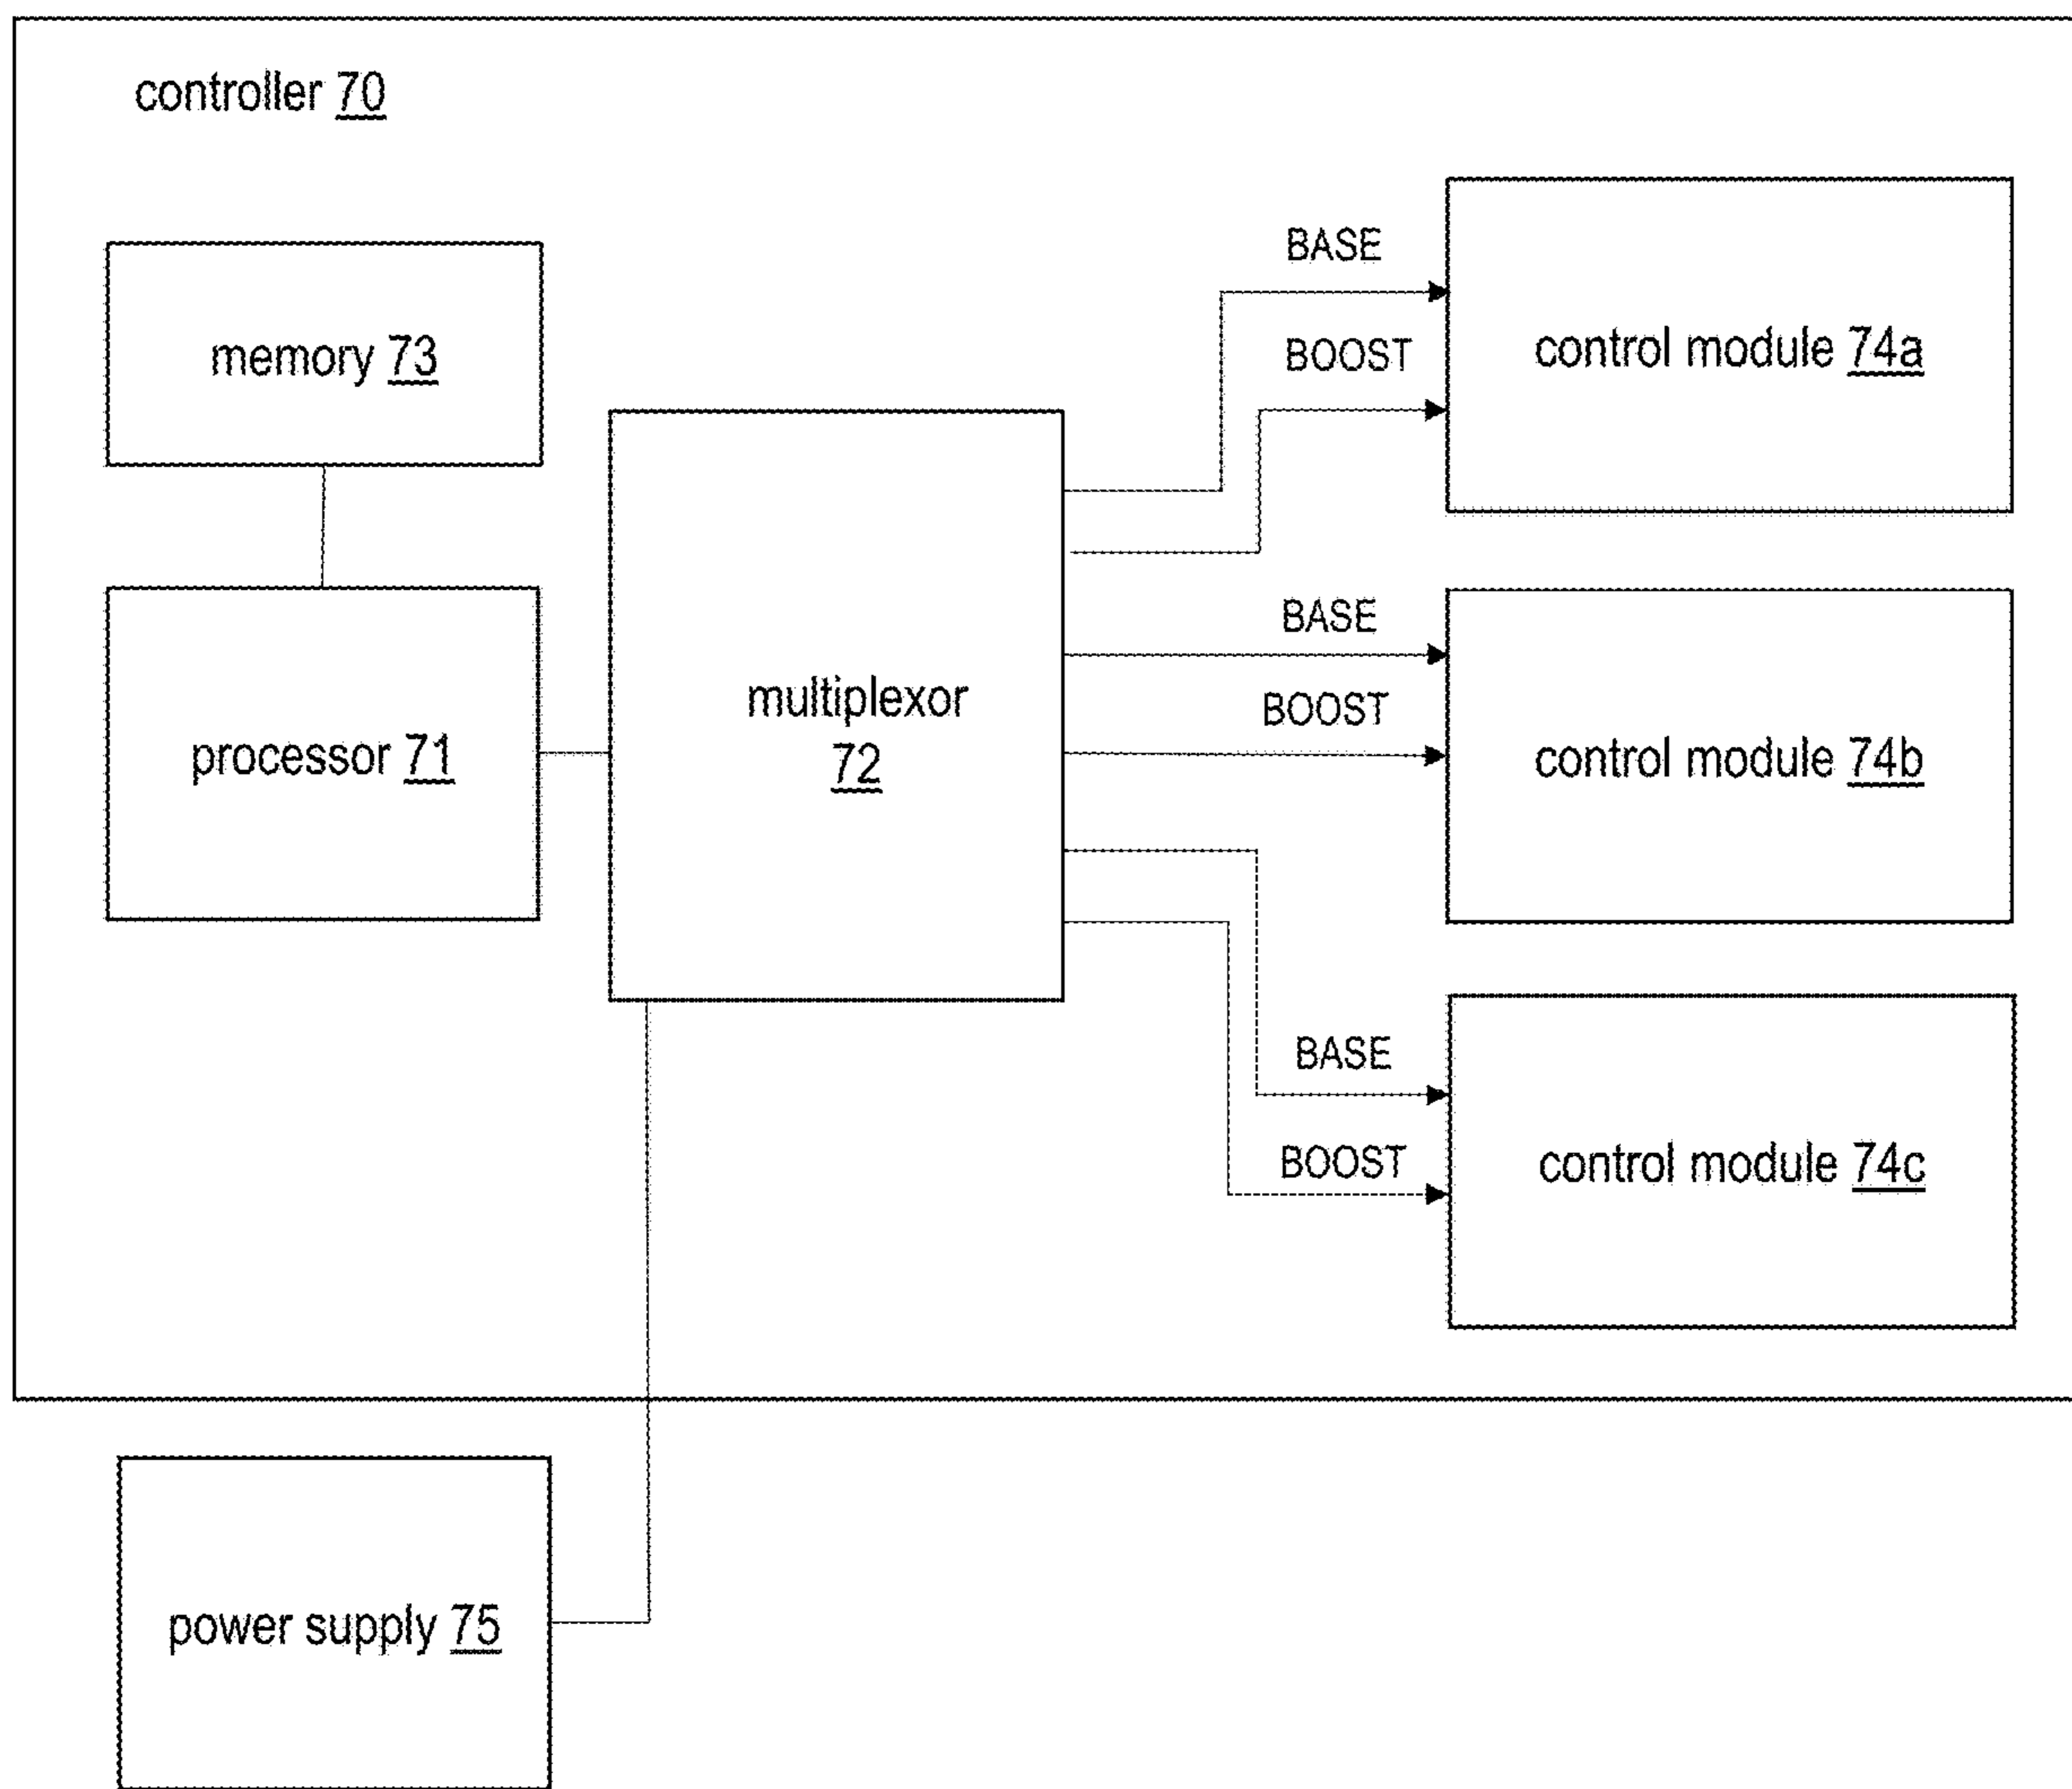 controller 70
memory 73
processor 71
multiplexor
72
BASE
BOOST
control module 74a
BASE
BOOST
control module 74b
BASE
BOOST
control module 74c
power supply 75